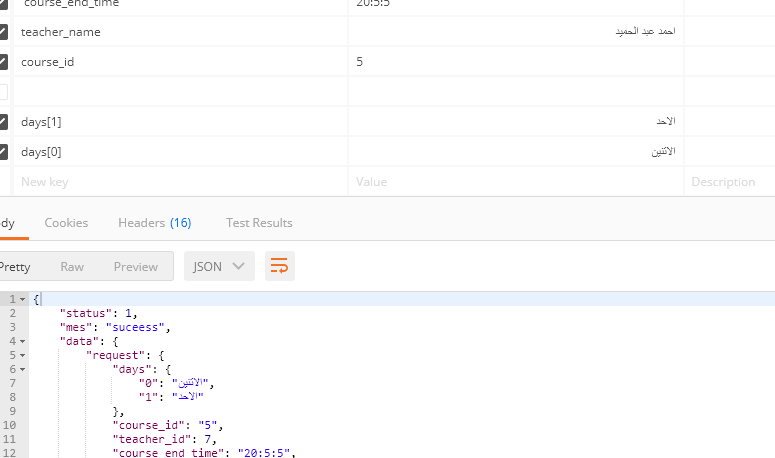 course_end_time 20:5:5
teacher_name احمد عبد الحميد
course_id 5
days[1] الاحد
days[0] الاثنين
New key Value Description
dy Cookies Headers (16) Test Results
Pretty Raw Preview JSON
1 {
2 "status": 1,
3 "mes": "suceess",
4 "data": {
5 "request": {
6 "days": {
7 "0": "الاثنين",
8 "1": "الاحد"
9 },
10 "course_id": "5",
11 "teacher_id": 7,
12 "course_end_time": "20:5:5",